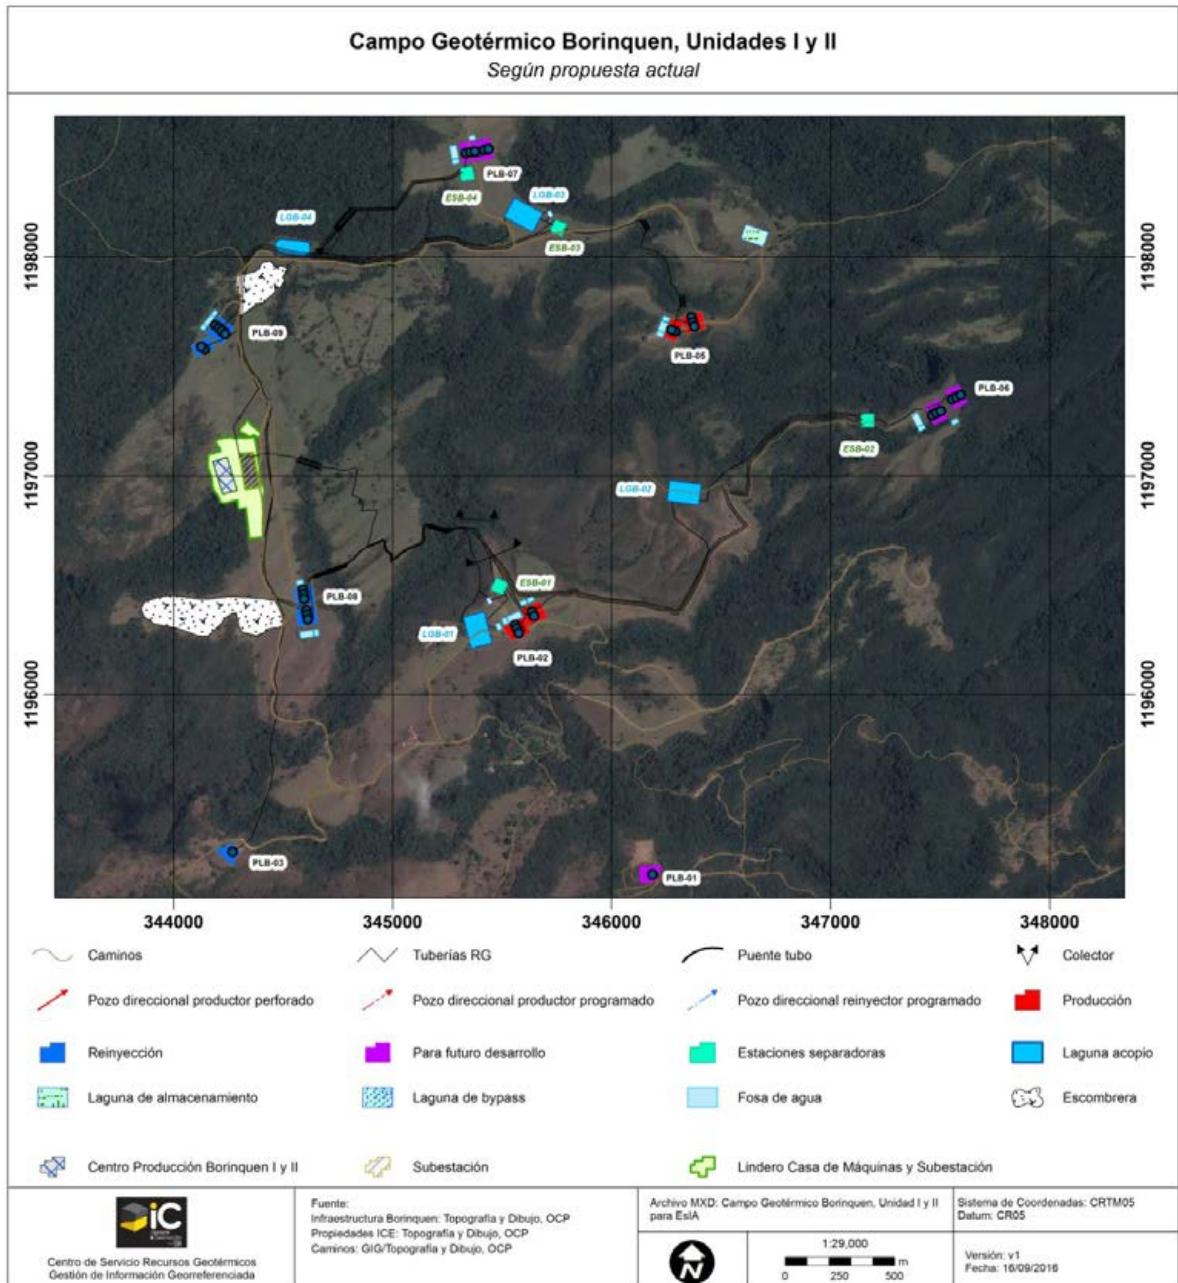 Campo Geotérmico Borinquen, Unidades I y II
Según propuesta actual
PLB-07
ESB-04
LGB-03
LGB-04
ESB-03
1198000
1198000
PLB-09
PLB-05
PLB-06
ESB-02
1197000
1197000
LGB-02
ESB-01
PLB-08
LGB-01
PLB-02
1196000
1196000
PLB-03
PLB-01
344000 345000 346000 347000 348000
Caminos Tuberías RG Puente tubo Colector
Pozo direccional productor perforado Pozo direccional productor programado Pozo direccional reinyector programado Producción
Reinyección Para futuro desarrollo Estaciones separadoras Laguna acopio
Laguna de almacenamiento Laguna de bypass Fosa de agua Escombrera
Centro Producción Borinquen I y II Subestación Lindero Casa de Máquinas y Subestación
iC
Centro de Servicio Recursos Geotérmicos
Gestión de Información Georreferenciada
Fuente:
Infraestructura Borinquen: Topografía y Dibujo, OCP
Propiedades ICE: Topografía y Dibujo, OCP
Caminos: GIG/Topografía y Dibujo, OCP
Archivo MXD: Campo Geotérmico Borinquen, Unidad I y II
para EsIA
N
1:29,000
m
0 250 500
Sistema de Coordenadas: CRTM05
Datum: CR05
Versión: v1
Fecha: 16/09/2016